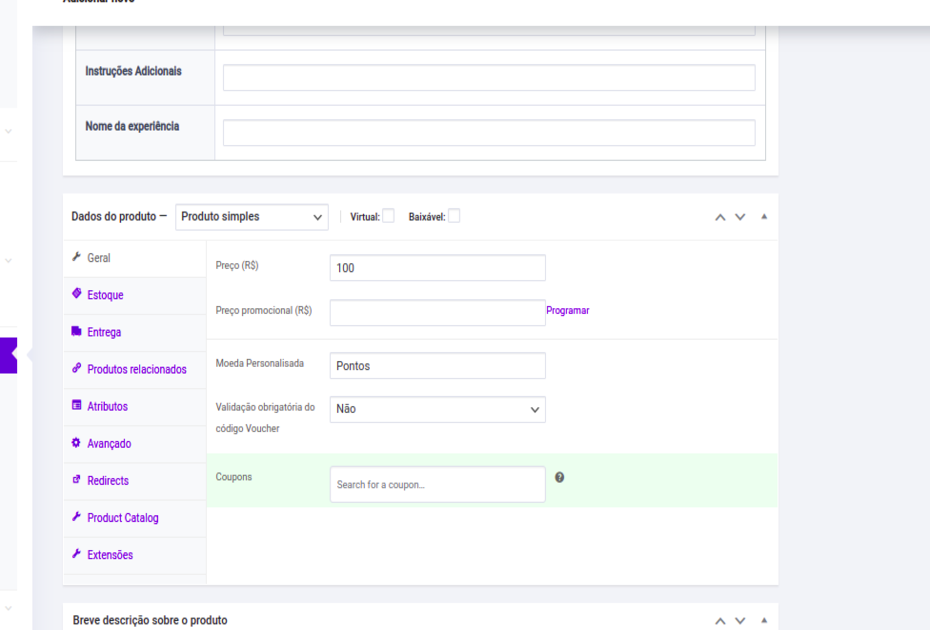 Adicionar novo
Instruções Adicionais
Nome da experiência
Dados do produto — Produto simples Virtual: Baixável:
Geral
Estoque
Entrega
Produtos relacionados
Atributos
Avançado
Redirects
Product Catalog
Extensões
Preço (R$) 100
Preço promocional (R$) Programar
Moeda Personalisada Pontos
Validação obrigatória do
código Voucher
Não
Coupons Search for a coupon...
Breve descrição sobre o produto